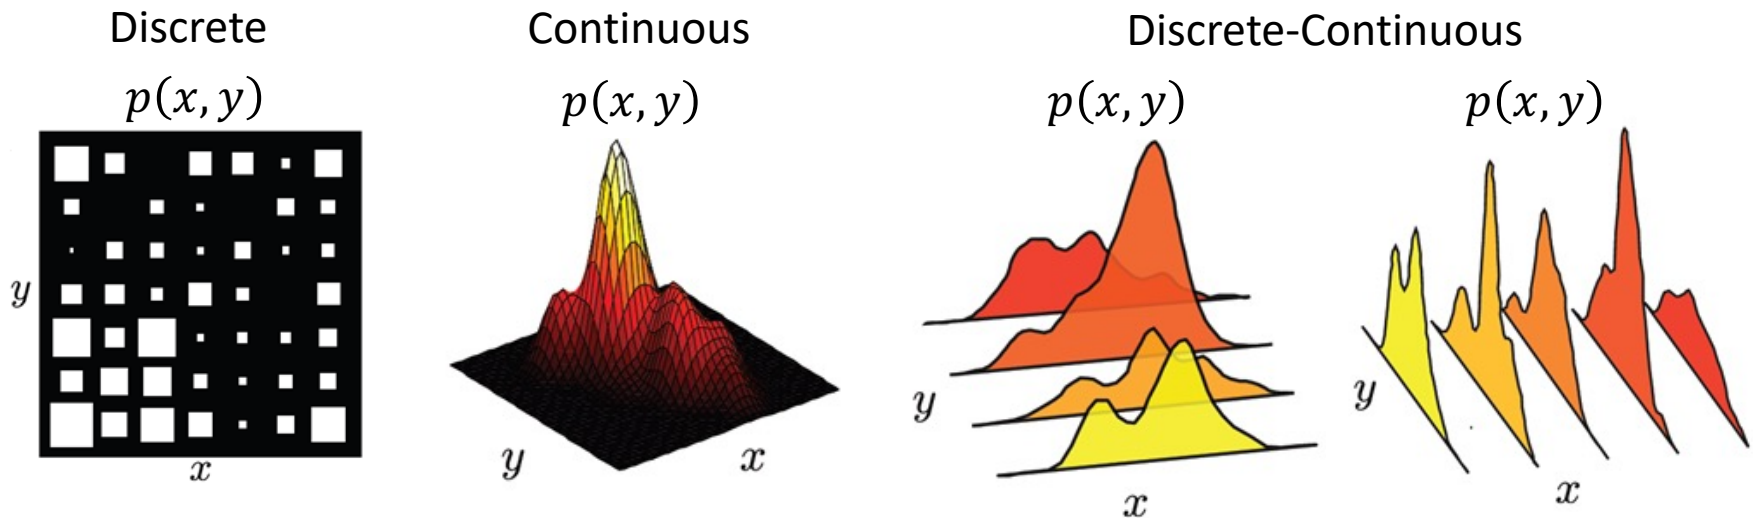 Discrete
Continuous
Discrete-Continuous
p(x, y)
p(x, y)
p(x, y)
p(x, y)
y
x
y
x
y
x
y
x